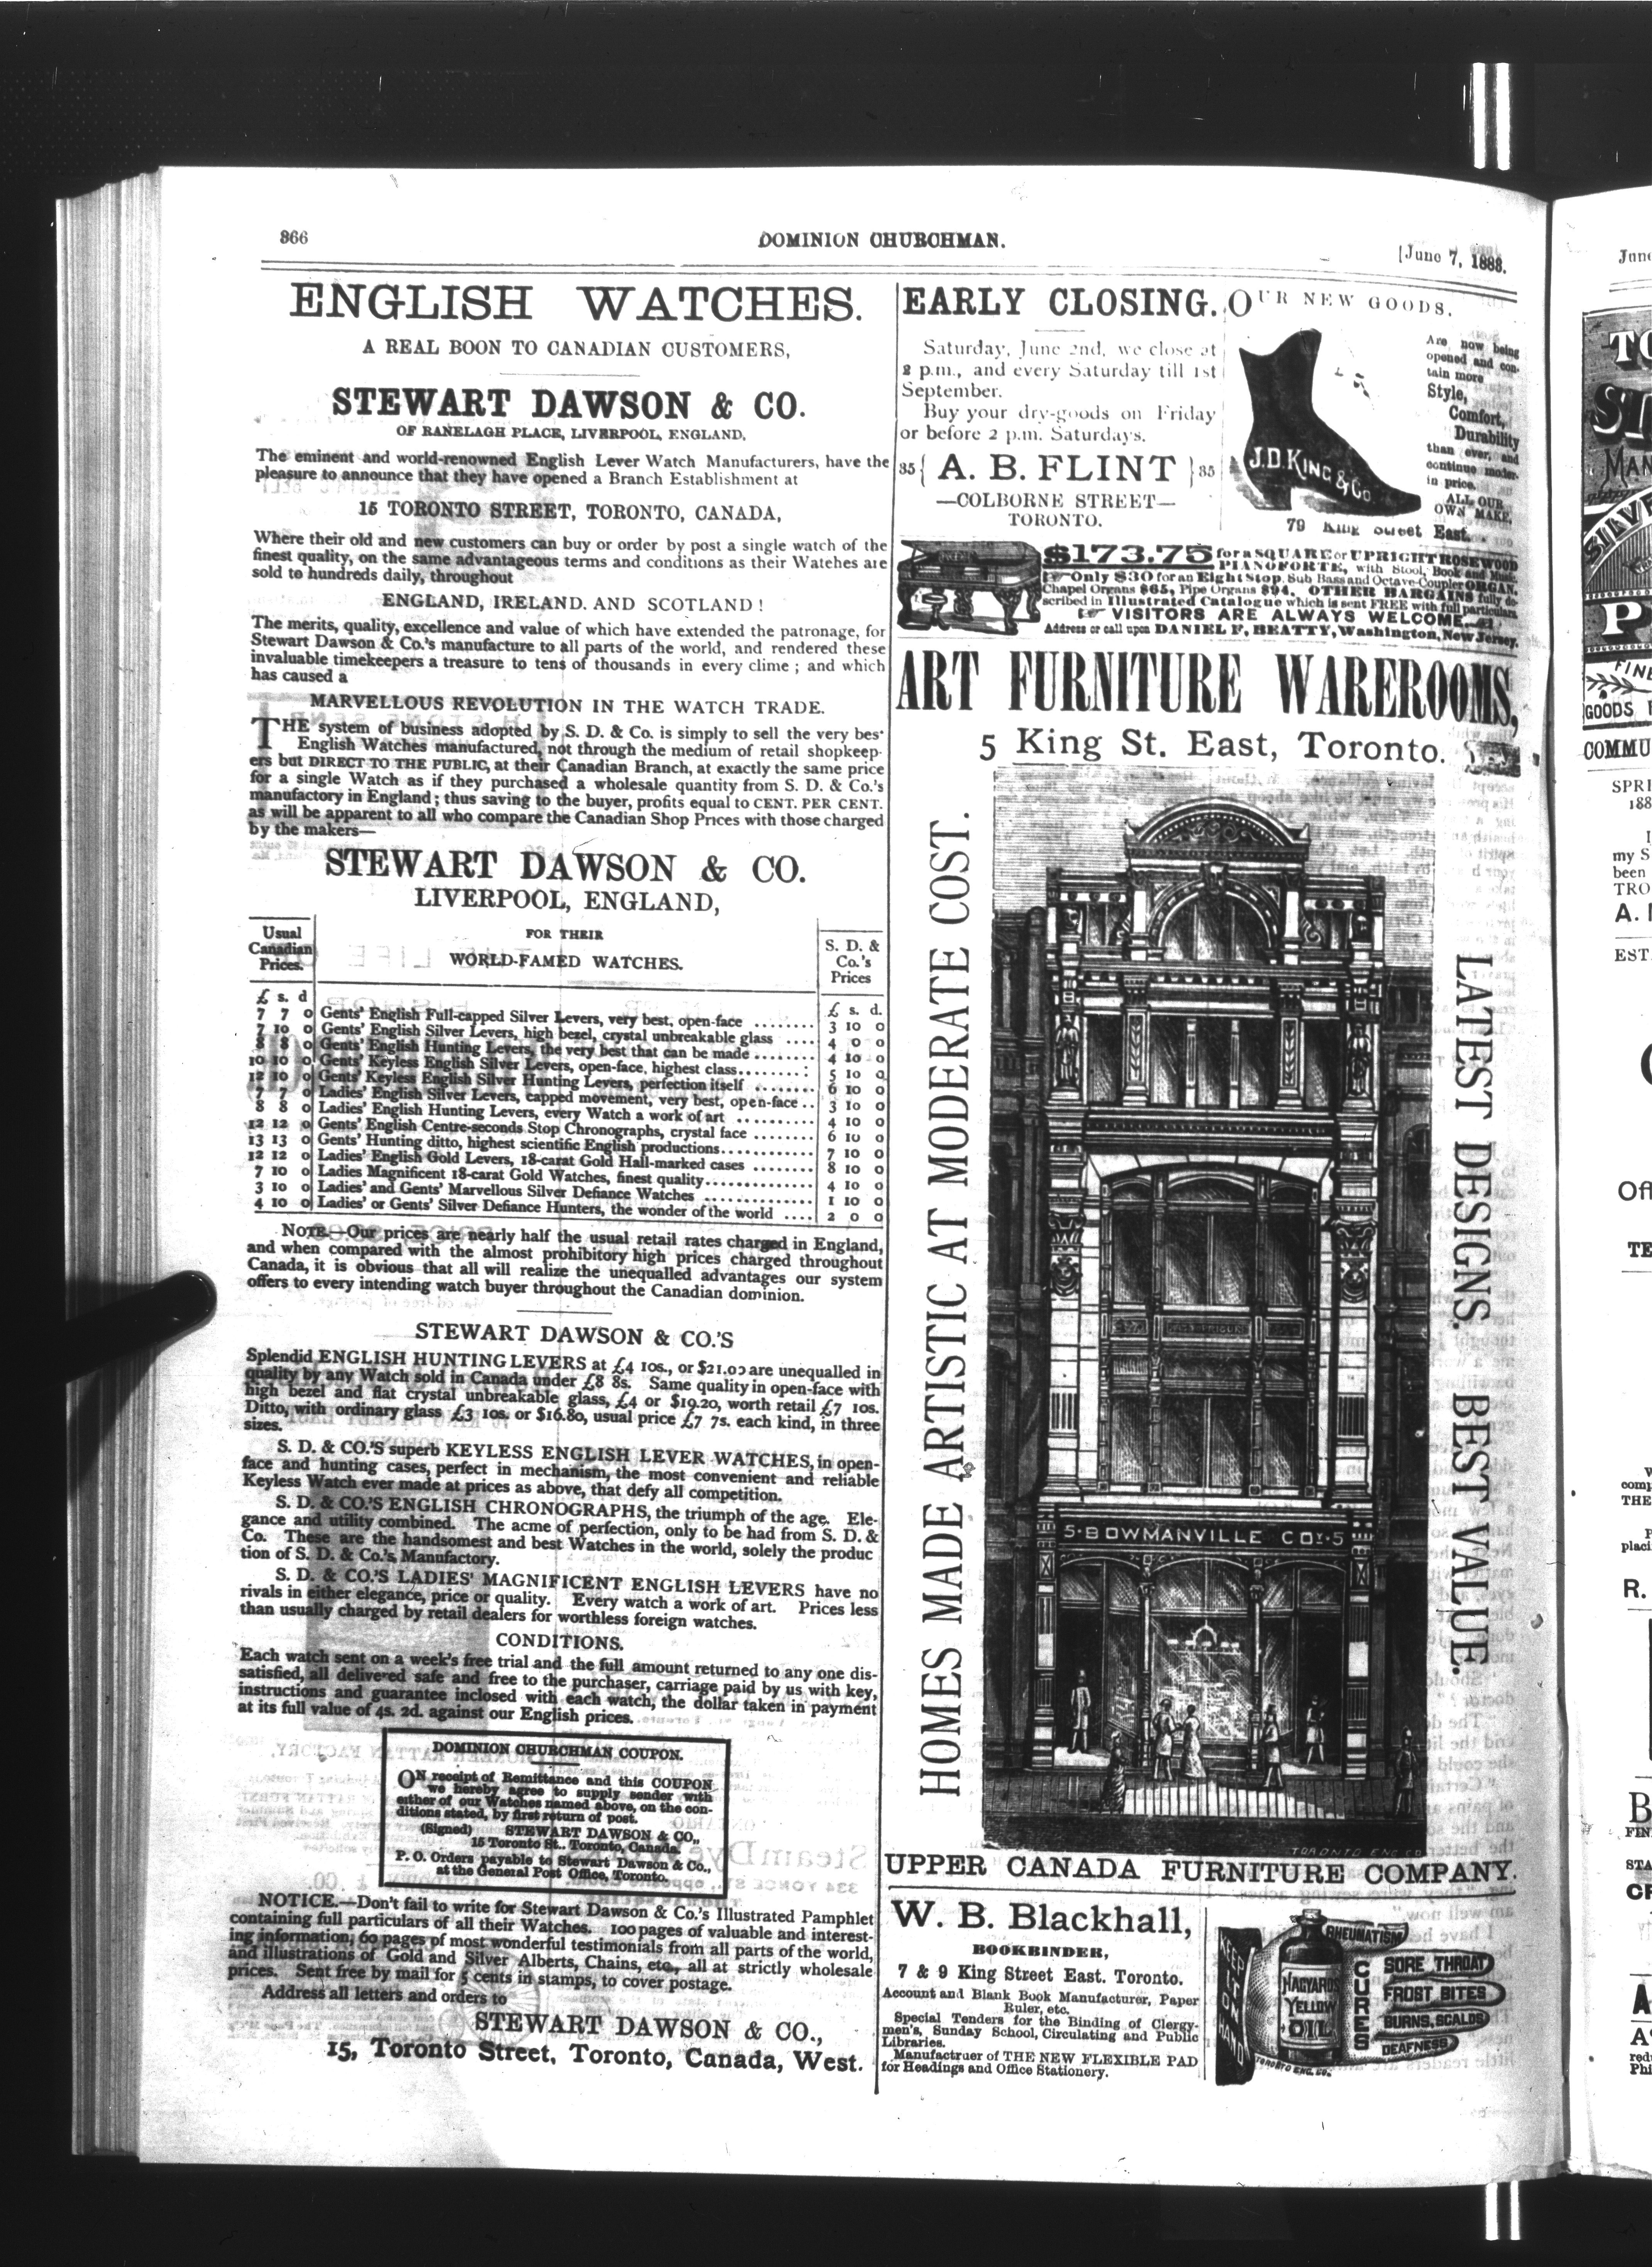 366
DOMINION CHURCHMAN.
[June 7, 1883.
ENGLISH WATCHES.
A REAL BOON TO CANADIAN CUSTOMERS,
STEWART DAWSON & CO.
OF RANELAGH PLACE, LIVERPOOL, ENGLAND,
The eminent and world-renowned English Lever Watch Manufacturers, have the
pleasure to announce that they have opened a Branch Establishment at
15 TORONTO STREET, TORONTO, CANADA,
Where their old and new customers can buy or order by post a single watch of the
finest quality, on the same advantageous terms and conditions as their Watches are
sold to hundreds daily, throughout
ENGLAND, IRELAND. AND SCOTLAND!
The merits, quality, excellence and value of which have extended the patronage, for
Stewart Dawson & Co.'s manufacture to all parts of the world, and rendered these
invaluable timekeepers a treasure to tens of thousands in every clime; and which
has caused a
MARVELLOUS REVOLUTION IN THE WATCH TRADE.
THE system of business adopted by S. D. & Co. is simply to sell the very bes
English Watches manufactured, not through the medium of retail shopkeep-
ers but DIRECT TO THE PUBLIC, at their Canadian Branch, at exactly the same price
for a single Watch as if they purchased a wholesale quantity from S. D. & Co.'s
manufactory in England; thus saving to the buyer, profits equal to CENT. PER CENT.
as will be apparent to all who compare the Canadian Shop Prices with those charged
by the makers—
STEWART DAWSON & CO.
LIVERPOOL, ENGLAND,
Usual Canadian Prices.
FOR THEIR
WORLD-FAMED WATCHES.
S. D. & Co.'s Prices
£ s. d £ s. d.
7 7 0 Gents' English Full-capped Silver Levers, very best, open-face ........ 3 10 0
7 10 0 Gents' English Silver Levers, high bezel, crystal unbreakable glass .... 4 0 0
8 8 0 Gents' English Hunting Levers, the very best that can be made ........ 4 10 0
10 10 0 Gents' Keyless English Silver Levers, open-face, highest class........ 5 10 0
12 10 0 Gents' Keyless English Silver Hunting Levers, perfection itself ........ 6 10 0
7 7 0 Ladies' English Silver Levers, capped movement, very best, open-face .. 3 10 0
8 8 0 Ladies' English Hunting Levers, every Watch a work of art .......... 4 10 0
12 12 0 Gents' English Centre-seconds Stop Chronographs, crystal face ........ 6 10 0
13 13 0 Gents' Hunting ditto, highest scientific English productions............ 7 10 0
12 12 0 Ladies' English Gold Levers, 18-carat Gold Hall-marked cases ........ 8 10 0
7 10 0 Ladies Magnificent 18-carat Gold Watches, finest quality.............. 4 10 0
3 10 0 Ladies' and Gents' Marvellous Silver Defiance Watches .............. 1 10 0
4 10 0 Ladies' or Gents' Silver Defiance Hunters, the wonder of the world .... 2 0 0
NOTE.—Our prices are nearly half the usual retail rates charged in England,
and when compared with the almost prohibitory high prices charged throughout
Canada, it is obvious that all will realize the unequalled advantages our system
offers to every intending watch buyer throughout the Canadian dominion.
STEWART DAWSON & CO.'S
Splendid ENGLISH HUNTING LEVERS at £4 10s., or $21.00 are unequalled in
quality by any Watch sold in Canada under £8 8s. Same quality in open-face with
high bezel and flat crystal unbreakable glass, £4 or $19.20, worth retail £7 10s.
Ditto, with ordinary glass £3 10s. or $16.80, usual price £7 7s. each kind, in three
sizes.
S. D. & CO.'S superb KEYLESS ENGLISH LEVER WATCHES, in open-
face and hunting cases, perfect in mechanism, the most convenient and reliable
Keyless Watch ever made at prices as above, that defy all competition.
S. D. & CO.'S ENGLISH CHRONOGRAPHS, the triumph of the age. Ele-
gance and utility combined. The acme of perfection, only to be had from S. D. &
Co. These are the handsomest and best Watches in the world, solely the produc
tion of S. D. & Co.'s, Manufactory.
S. D. & CO.'S LADIES' MAGNIFICENT ENGLISH LEVERS have no
rivals in either elegance, price or quality. Every watch a work of art. Prices less
than usually charged by retail dealers for worthless foreign watches.
CONDITIONS.
Each watch sent on a week's free trial and the full amount returned to any one dis-
satisfied, all delivered safe and free to the purchaser, carriage paid by us with key,
instructions and guarantee inclosed with each watch, the dollar taken in payment
at its full value of 4s. 2d. against our English prices.
DOMINION CHURCHMAN COUPON.
ON receipt of Remittance and this COUPON
we hereby agree to supply sender with
either of our Watches named above, on the con-
ditions stated, by first return of post.
(Signed) STEWART DAWSON & CO.,
15 Toronto St., Toronto, Canada.
P. O. Orders payable to Stewart Dawson & Co.,
at the General Post Office, Toronto.
NOTICE.—Don't fail to write for Stewart Dawson & Co.'s Illustrated Pamphlet
containing full particulars of all their Watches. 100 pages of valuable and interest-
ing information; 60 pages of most wonderful testimonials from all parts of the world,
and illustrations of Gold and Silver Alberts, Chains, etc., all at strictly wholesale
prices. Sent free by mail for 5 cents in stamps, to cover postage.
Address all letters and orders to
STEWART DAWSON & CO.,
15, Toronto Street, Toronto, Canada, West.
EARLY CLOSING.
Saturday, June 2nd, we close at
2 p.m., and every Saturday till 1st
September.
Buy your dry-goods on Friday
or before 2 p.m. Saturdays.
35 { A. B. FLINT } 35
—COLBORNE STREET—
TORONTO.
OUR NEW GOODS.
Are now being
opened and con-
tain more
Style,
Comfort,
Durability
than ever, and
continue moder-
in price.
ALL OUR
OWN MAKE.
J.D. KING & Co.
79 King Street East.
$173.75 for a SQUARE or UPRIGHT ROSEWOOD
PIANOFORTE, with Stool, Book and Music.
Only $30 for an Eight Stop, Sub Bass and Octave-Coupler ORGAN.
Chapel Organs $65, Pipe Organs $94. OTHER BARGAINS fully de-
scribed in Illustrated Catalogue which is sent FREE with full particulars
VISITORS ARE ALWAYS WELCOME.
Address or call upon DANIEL F. BEATTY, Washington, New Jersey.
ART FURNITURE WAREROOMS,
5 King St. East, Toronto.
HOMES MADE ARTISTIC AT MODERATE COST.
5·BOWMANVILLE COY·5
TORONTO ENG CO
LATEST DESIGNS. BEST VALUE.
UPPER CANADA FURNITURE COMPANY.
W. B. Blackhall,
BOOKBINDER,
7 & 9 King Street East. Toronto.
Account and Blank Book Manufacturer, Paper
Ruler, etc.
Special Tenders for the Binding of Clergy-
men's, Sunday School, Circulating and Public
Libraries.
Manufactruer of THE NEW FLEXIBLE PAD
for Headings and Office Stationery.
KEEP IT ON HAND
HAGYARDS
YELLOW
OIL
CURES
RHEUMATISM
SORE THROAT
FROST BITES
BURNS, SCALDS
DEAFNESS
TORONTO ENG. CO.
GOODS
COMMU
SPRI
188
my S
been
TRO
A.
EST
Off
TE
comp
THE
placi
R.
B
FIN
STA
A
red
Phi